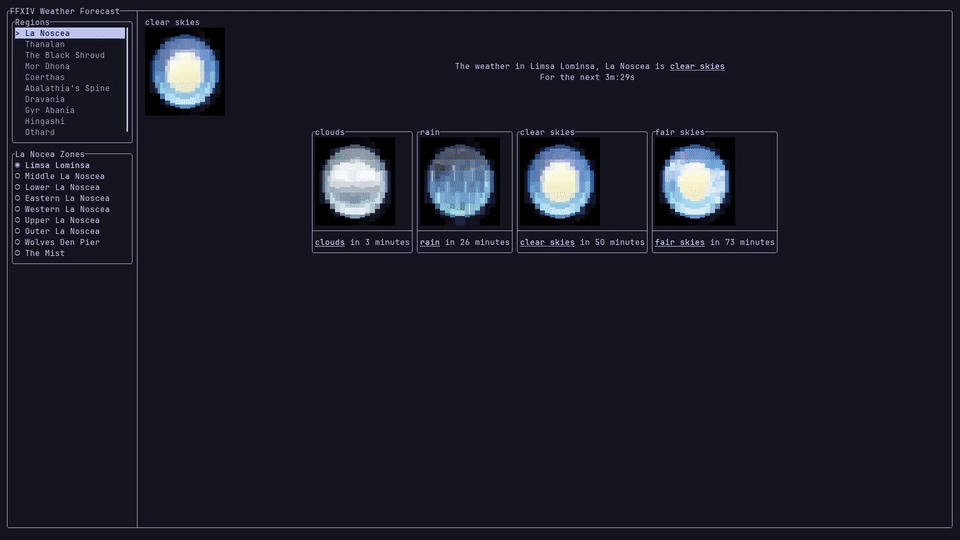 FFXIV Weather Forecast
Regions
> La Noscea
Thanalan
The Black Shroud
Mor Dhona
Coerthas
Abalathia's Spine
Dravania
Gyr Abania
Hingashi
Othard
La Nocea Zones
Limsa Lominsa
Middle La Noscea
Lower La Noscea
Eastern La Noscea
Western La Noscea
Upper La Noscea
Outer La Noscea
Wolves Den Pier
The Mist
clear skies
The weather in Limsa Lominsa, La Noscea is clear skies
For the next 3m:29s
clouds
clouds in 3 minutes
rain
rain in 26 minutes
clear skies
clear skies in 50 minutes
fair skies
fair skies in 73 minutes